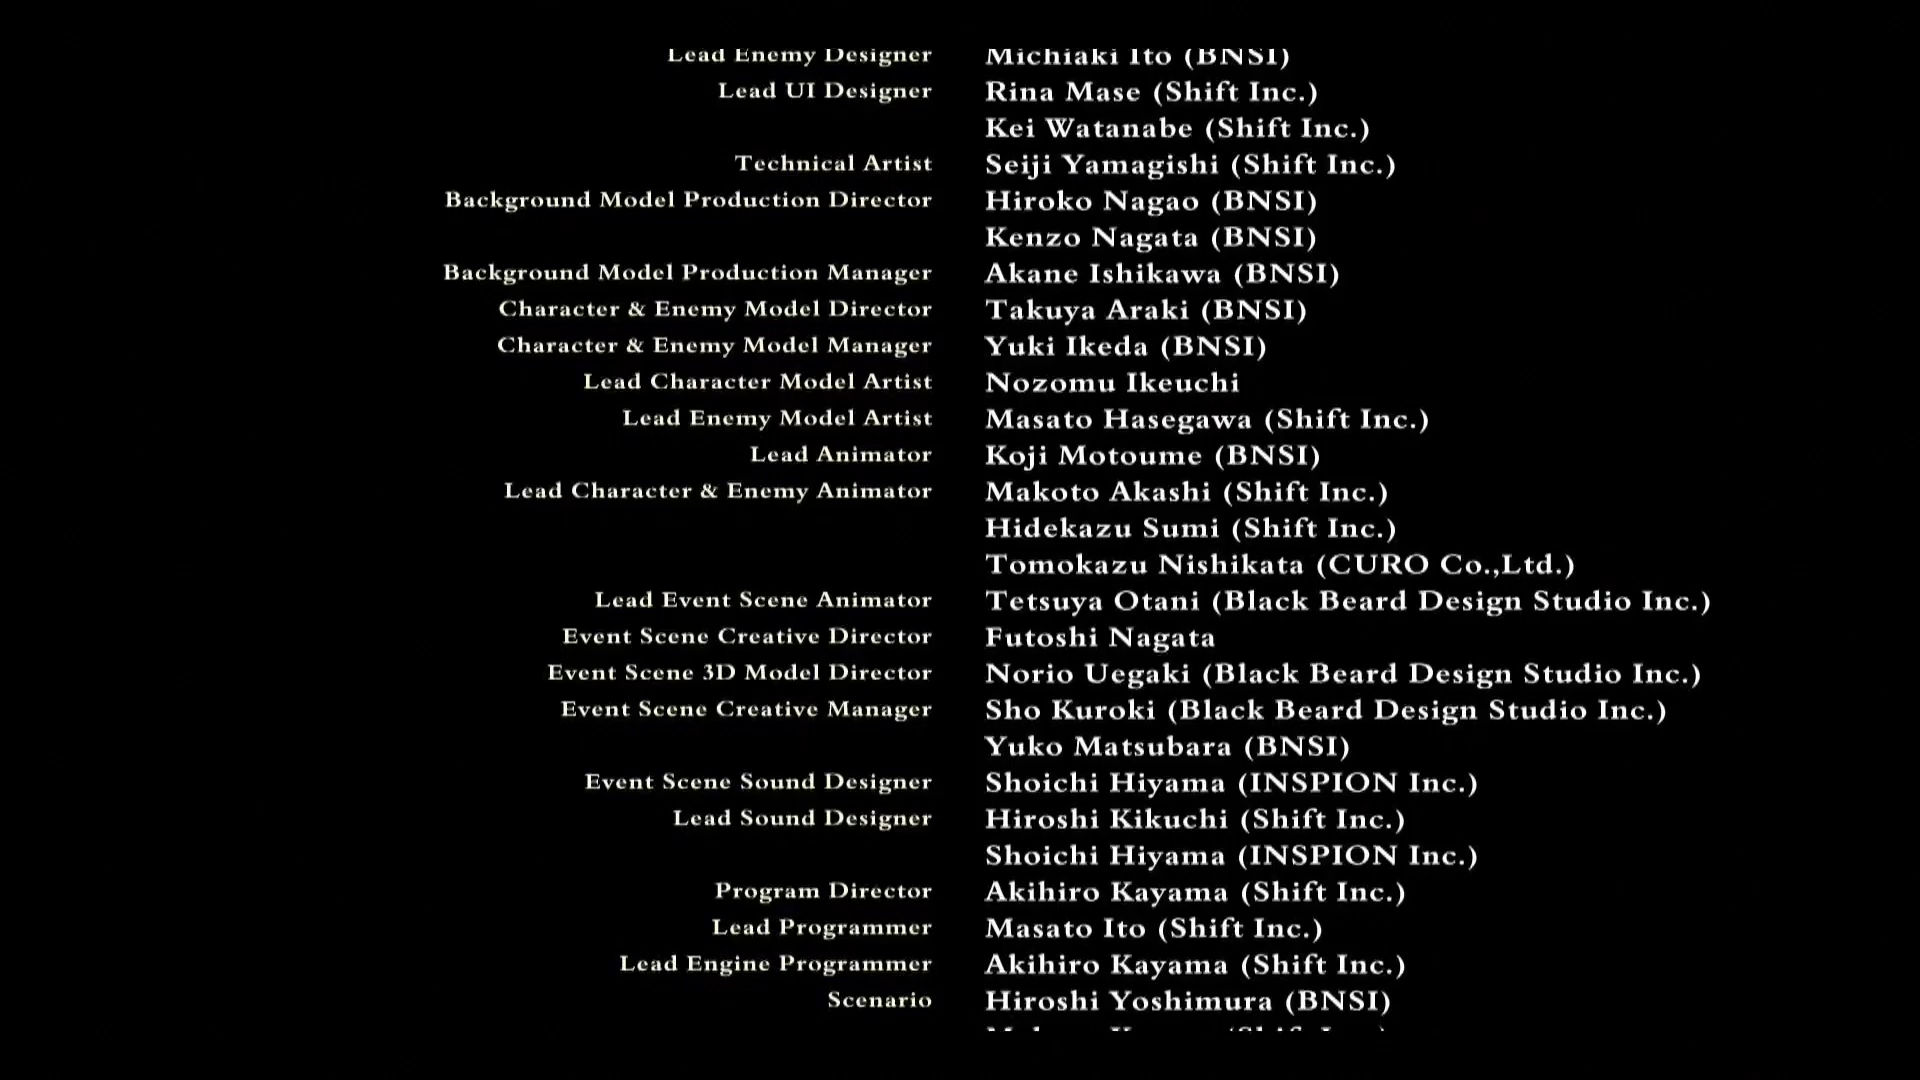 Lead Enemy Designer Michiaki Ito (BNSI)
Lead UI Designer Rina Mase (Shift Inc.)
Kei Watanabe (Shift Inc.)
Technical Artist Seiji Yamagishi (Shift Inc.)
Background Model Production Director Hiroko Nagao (BNSI)
Kenzo Nagata (BNSI)
Background Model Production Manager Akane Ishikawa (BNSI)
Character & Enemy Model Director Takuya Araki (BNSI)
Character & Enemy Model Manager Yuki Ikeda (BNSI)
Lead Character Model Artist Nozomu Ikeuchi
Lead Enemy Model Artist Masato Hasegawa (Shift Inc.)
Lead Animator Koji Motoume (BNSI)
Lead Character & Enemy Animator Makoto Akashi (Shift Inc.)
Hidekazu Sumi (Shift Inc.)
Tomokazu Nishikata (CURO Co.,Ltd.)
Lead Event Scene Animator Tetsuya Otani (Black Beard Design Studio Inc.)
Event Scene Creative Director Futoshi Nagata
Event Scene 3D Model Director Norio Uegaki (Black Beard Design Studio Inc.)
Event Scene Creative Manager Sho Kuroki (Black Beard Design Studio Inc.)
Yuko Matsubara (BNSI)
Event Scene Sound Designer Shoichi Hiyama (INSPION Inc.)
Lead Sound Designer Hiroshi Kikuchi (Shift Inc.)
Shoichi Hiyama (INSPION Inc.)
Program Director Akihiro Kayama (Shift Inc.)
Lead Programmer Masato Ito (Shift Inc.)
Lead Engine Programmer Akihiro Kayama (Shift Inc.)
Scenario Hiroshi Yoshimura (BNSI)